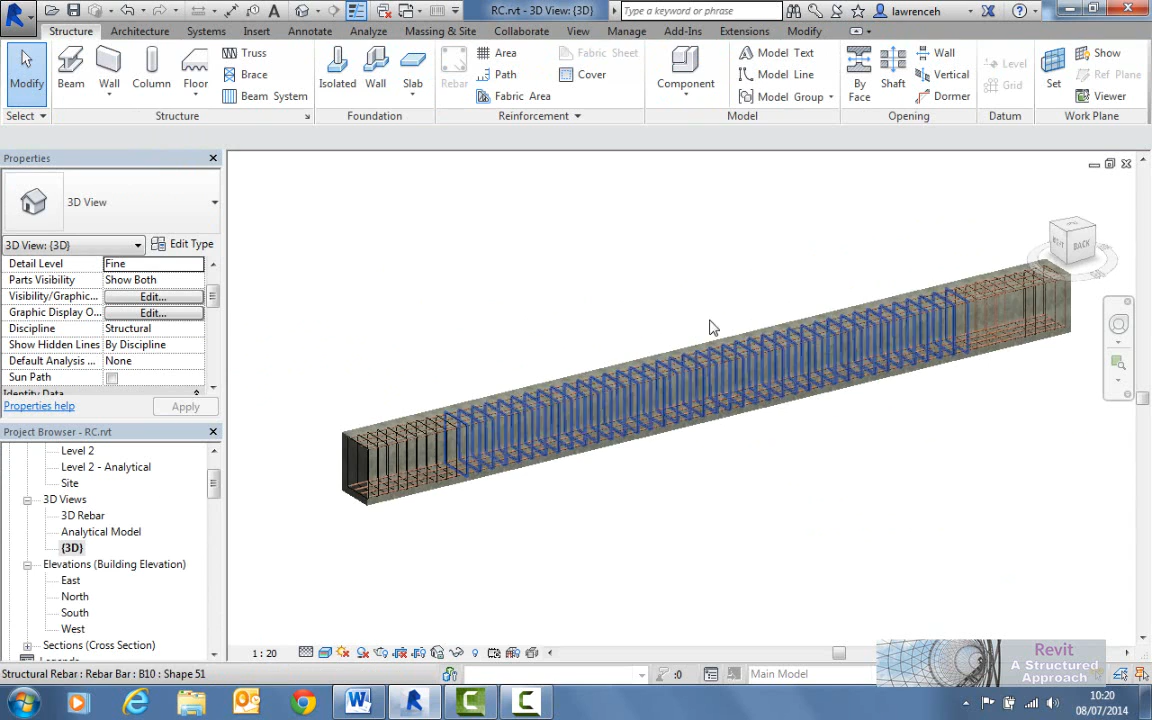 RC.rvt - 3D View: {3D}
Type a keyword or phrase
lawrenceh
Structure Architecture Systems Insert Annotate Analyze Massing & Site Collaborate View Manage Add-Ins Extensions Modify
Modify
Beam
Wall
Column
Floor
Truss
Brace
Beam System
Isolated
Wall
Slab
Rebar
Area
Path
Fabric Area
Fabric Sheet
Cover
Component
Model Text
Model Line
Model Group
By
Face
Shaft
Wall
Vertical
Dormer
Level
Grid
Set
Show
Ref Plane
Viewer
Select
Structure
Foundation
Reinforcement
Model
Opening
Datum
Work Plane
Properties
3D View
3D View: {3D}
Edit Type
Detail Level Fine
Parts Visibility Show Both
Visibility/Graphic... Edit...
Graphic Display O... Edit...
Discipline Structural
Show Hidden Lines By Discipline
Default Analysis ... None
Sun Path
Identity Data
Properties help
Apply
Project Browser - RC.rvt
Level 2
Level 2 - Analytical
Site
3D Views
3D Rebar
Analytical Model
{3D}
Elevations (Building Elevation)
East
North
South
West
Sections (Cross Section)
BACK
1 : 20
Structural Rebar : Rebar Bar : B10 : Shape 51
:0
Main Model
Revit
A Structured
Approach
10:20
08/07/2014